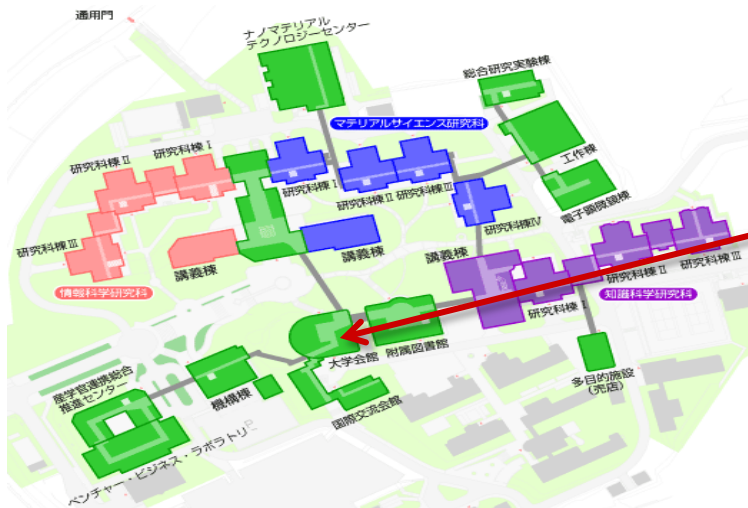 通用門
ナノマテリアル
テクノロジーセンター
総合研究実験棟
マテリアルサイエンス研究科
研究科棟Ⅰ
研究科棟Ⅱ
研究科棟Ⅰ
研究科棟Ⅱ
研究科棟Ⅲ
工作棟
電子顕微鏡棟
研究科棟Ⅳ
研究科棟Ⅲ
講義棟
講義棟
講義棟
研究科棟Ⅲ
研究科棟Ⅱ
研究科棟Ⅰ
情報科学研究科
知識科学研究科
大学会館
附属図書館
多目的施設
(売店)
産学官連携総合
推進センター
機構棟
国際交流会館
ベンチャー・ビジネス・ラボラトリ
P